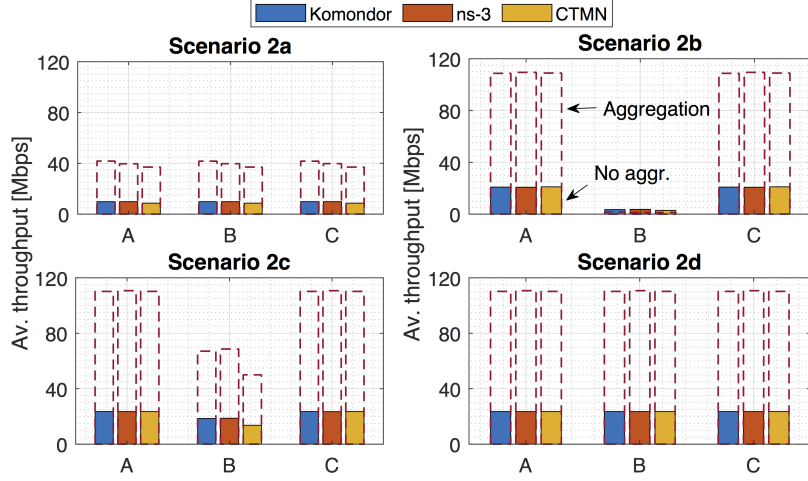 Komondor ns-3 CTMN
Scenario 2a Scenario 2b
120 120
80 80
Aggregation
40 40
No aggr.
0 0
A B C A B C
Av. throughput [Mbps] Av. throughput [Mbps]
Scenario 2c Scenario 2d
120 120
80 80
40 40
0 0
A B C A B C